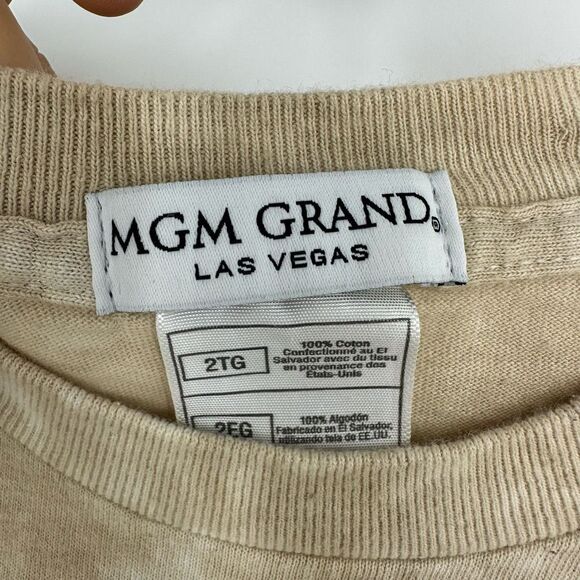 MGM GRAND®
LAS VEGAS
2TG
100% Coton
Confectionné au El
Salvador avec du tissu
en provenance des
États-Unis
2EG
100% Algodón
Fabricado en El Salvador,
utilizando tela de EE.UU.